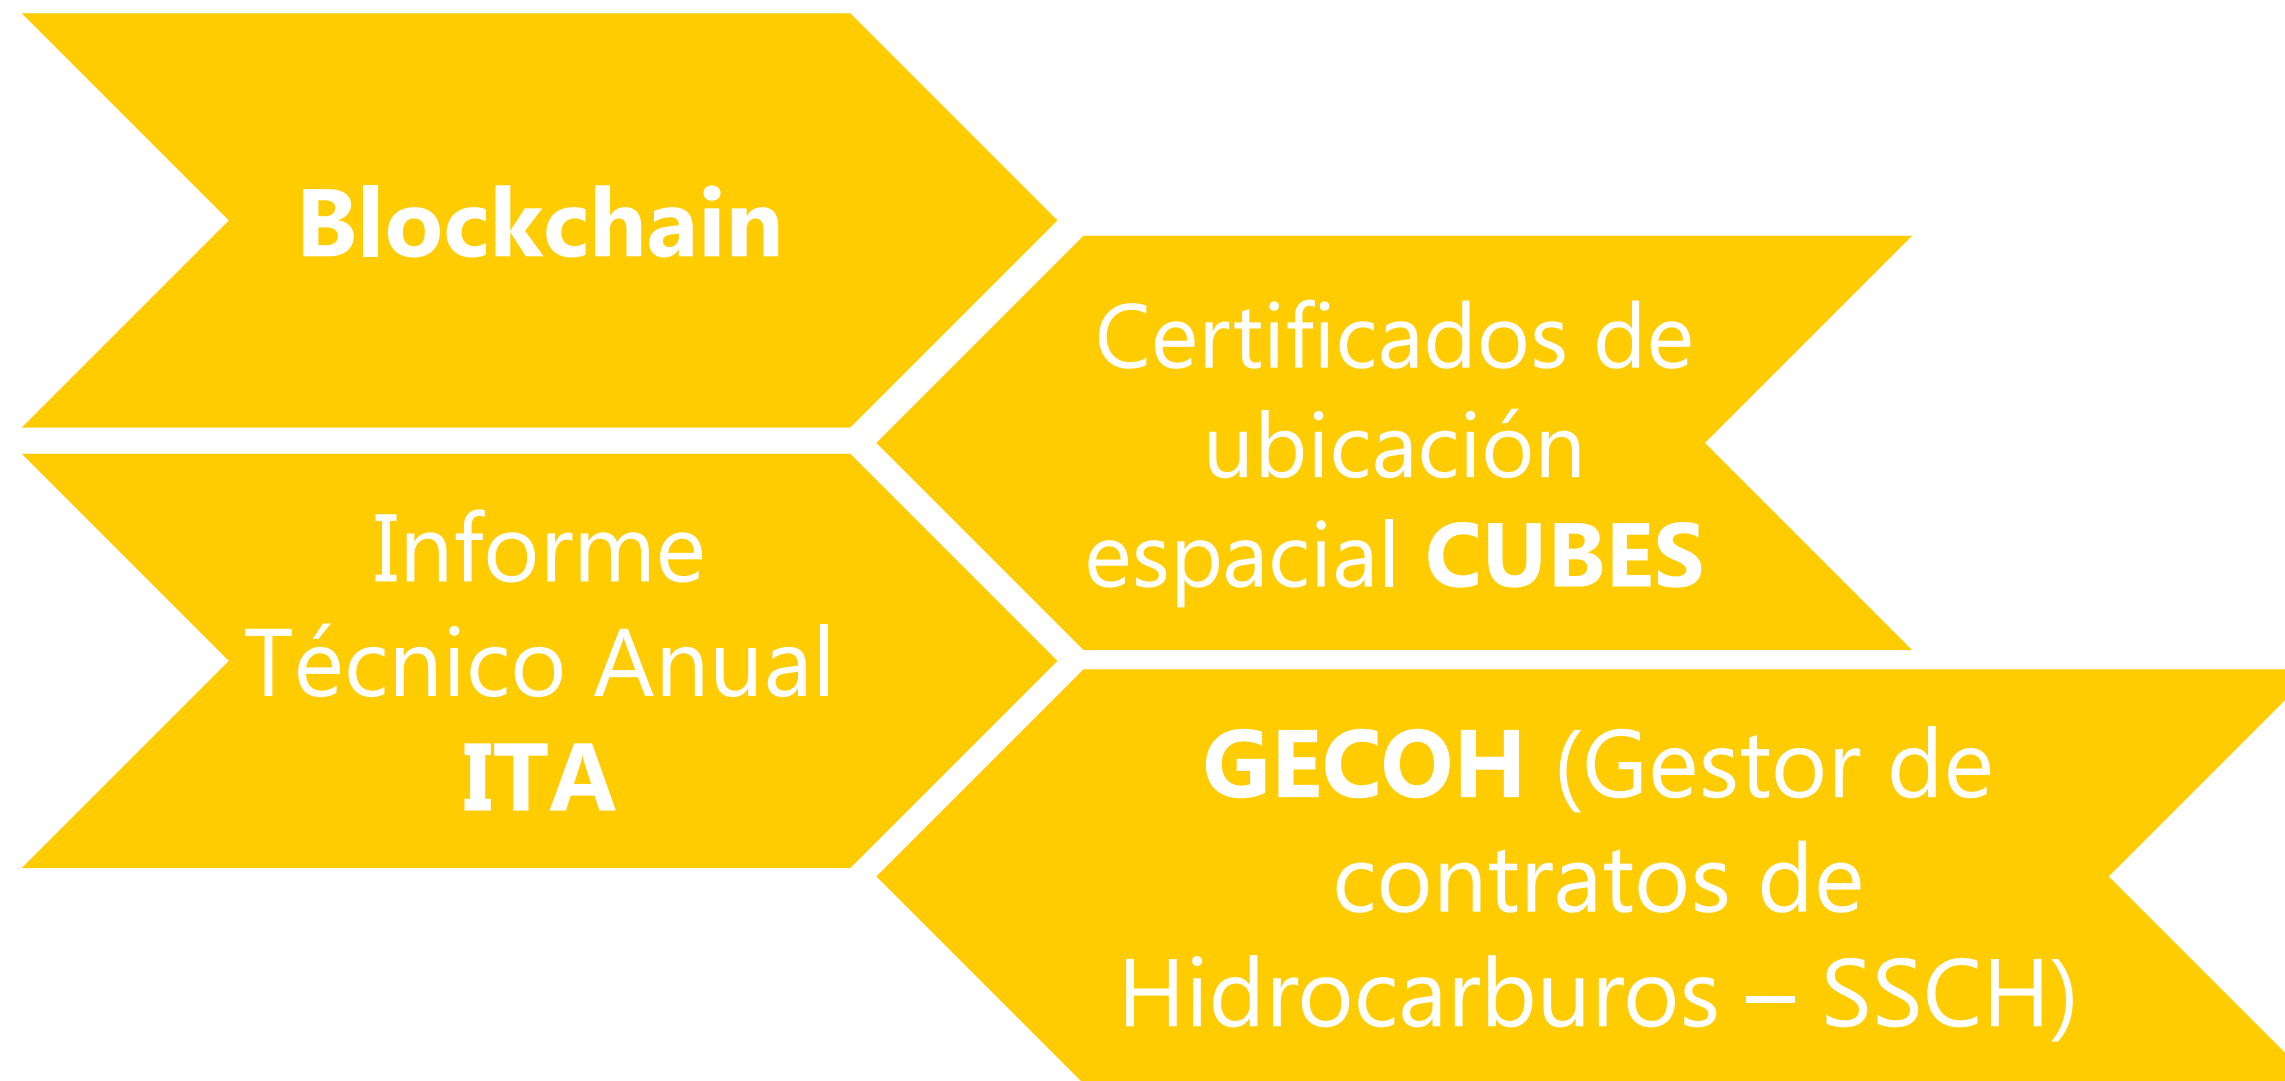 Blockchain
Certificados de
ubicación
espacial CUBES
Informe
Técnico Anual
ITA
GECOH (Gestor de
contratos de
Hidrocarburos – SSCH)